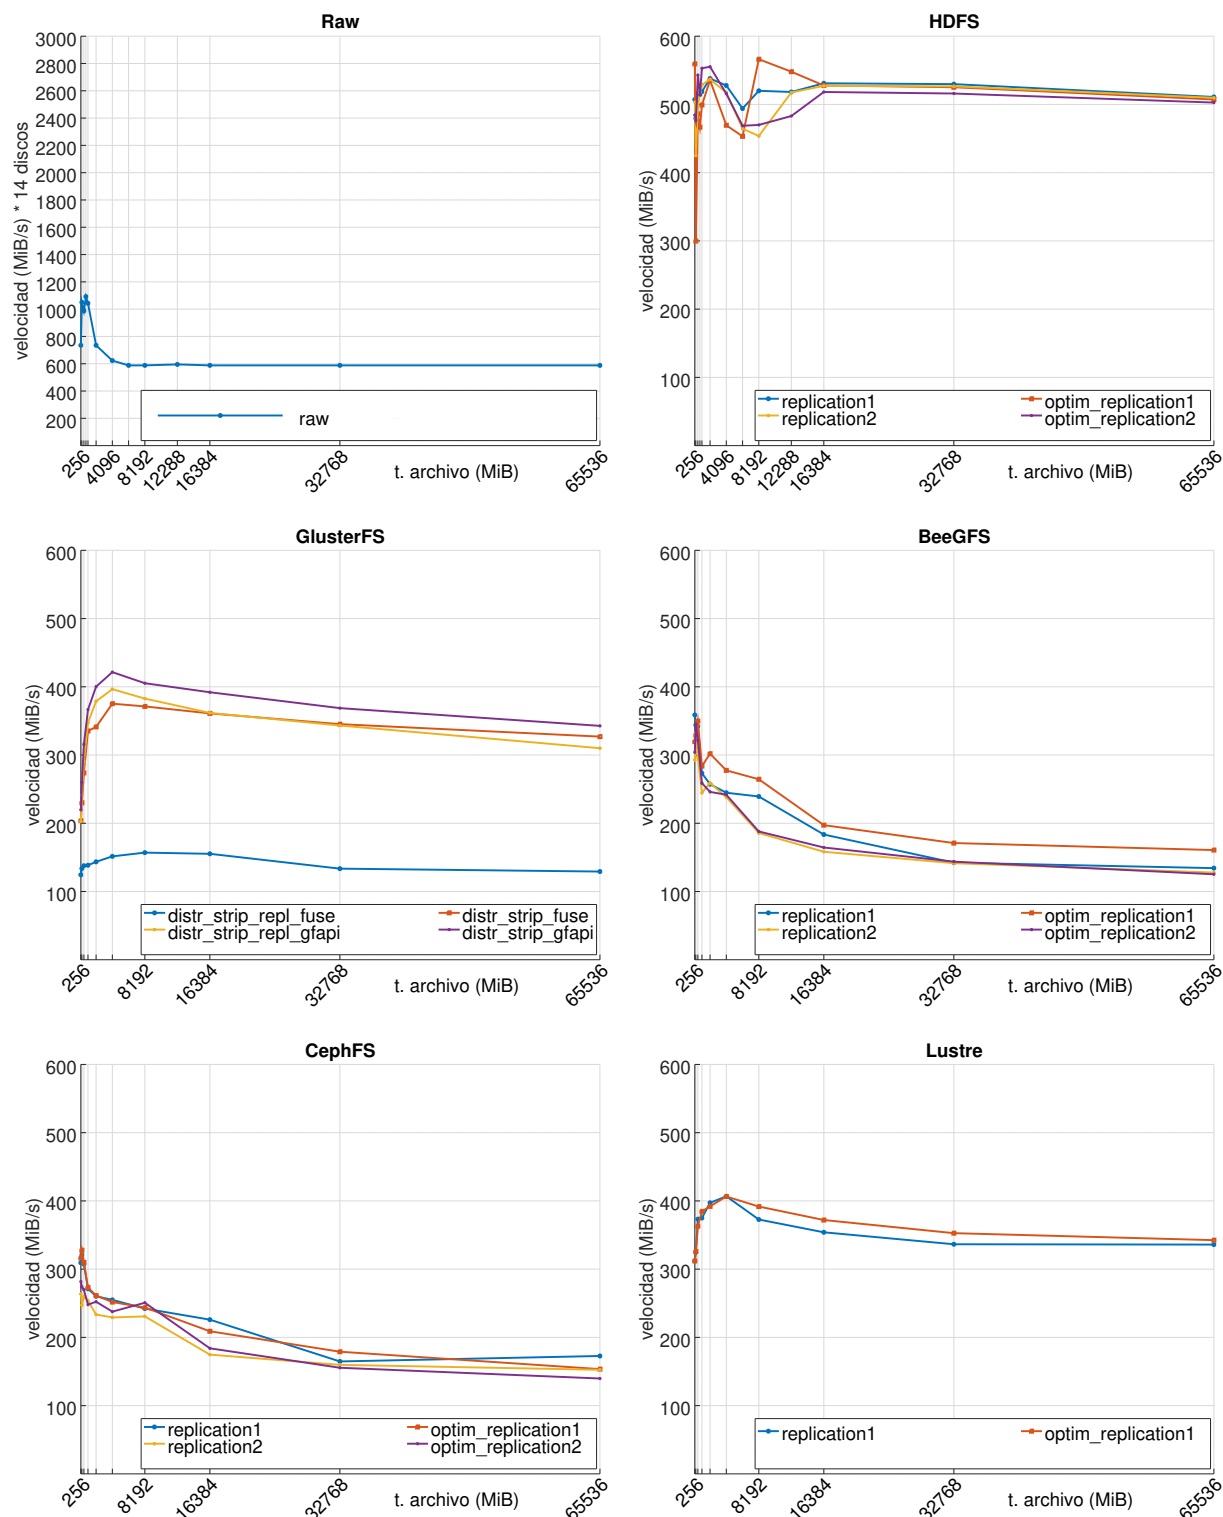 Raw
3000
2800
2600
2400
2200
2000
1800
1600
1400
1200
1000
800
600
400
200
velocidad (MiB/s) * 14 discos
raw
256
4096
8192
12288
16384
32768
65536
t. archivo (MiB)
HDFS
600
500
400
300
200
100
velocidad (MiB/s)
replication1
optim_replication1
replication2
optim_replication2
256
4096
8192
12288
16384
32768
65536
t. archivo (MiB)
GlusterFS
600
500
400
300
200
100
velocidad (MiB/s)
distr_strip_repl_fuse
distr_strip_fuse
distr_strip_repl_gfapi
distr_strip_gfapi
256
8192
16384
32768
65536
t. archivo (MiB)
BeeGFS
600
500
400
300
200
100
velocidad (MiB/s)
replication1
optim_replication1
replication2
optim_replication2
256
8192
16384
32768
65536
t. archivo (MiB)
CephFS
600
500
400
300
200
100
velocidad (MiB/s)
replication1
optim_replication1
replication2
optim_replication2
256
8192
16384
32768
65536
t. archivo (MiB)
Lustre
600
500
400
300
200
100
velocidad (MiB/s)
replication1
optim_replication1
256
8192
16384
32768
65536
t. archivo (MiB)